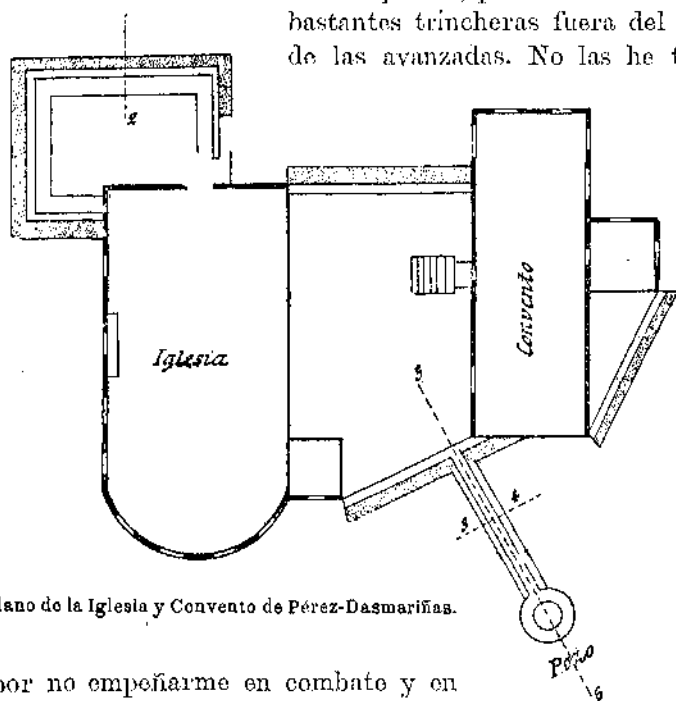 bastantes trincheras fuera del
de las avanzadas. No las he
2
Iglesia
Convento
4
3
Pozo
6
lano de la Iglesia y Convento de Pérez-Dasmariñas.
por no empeñarme en combate y en